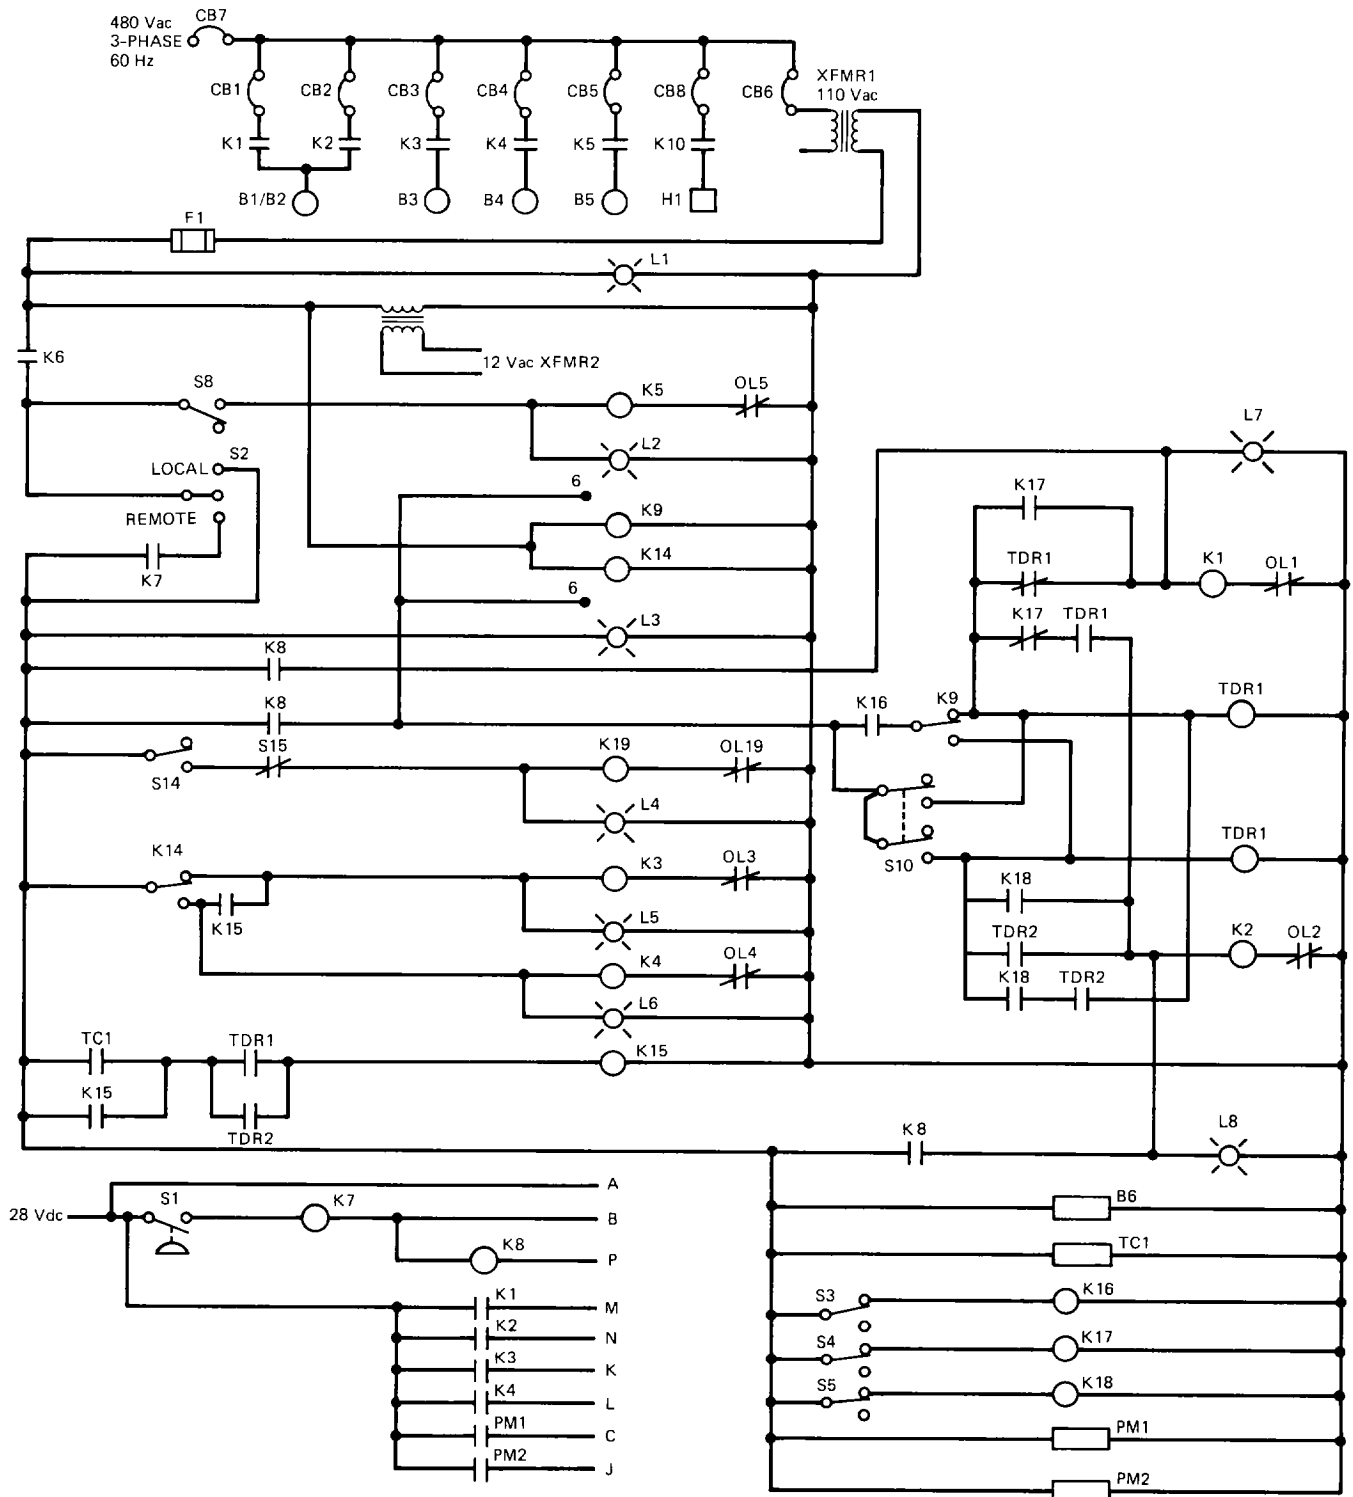 480 Vac
3-PHASE
60 Hz
CB7
CB1
CB2
CB3
CB4
CB5
CB8
CB6
XFMR1
110 Vac
K1
K2
K3
K4
K5
K10
B1/B2
B3
B4
B5
H1
F1
L1
K6
12 Vac XFMR2
S8
K5
OL5
L2
S2
LOCAL
REMOTE
K7
6
K9
K14
6
L3
K8
K8
L7
K17
TDR1
K1
OL1
K17
TDR1
K16
K9
TDR1
S14
S15
K19
OL19
L4
S10
TDR1
K14
K15
K3
OL3
L5
K4
OL4
L6
K18
TDR2
K2
OL2
K18
TDR2
TC1
TDR1
K15
K15
TDR2
K8
L8
28 Vdc
S1
K7
A
B
K8
P
K1
M
K2
N
K3
K
K4
L
PM1
C
PM2
J
B6
TC1
S3
K16
S4
K17
S5
K18
PM1
PM2